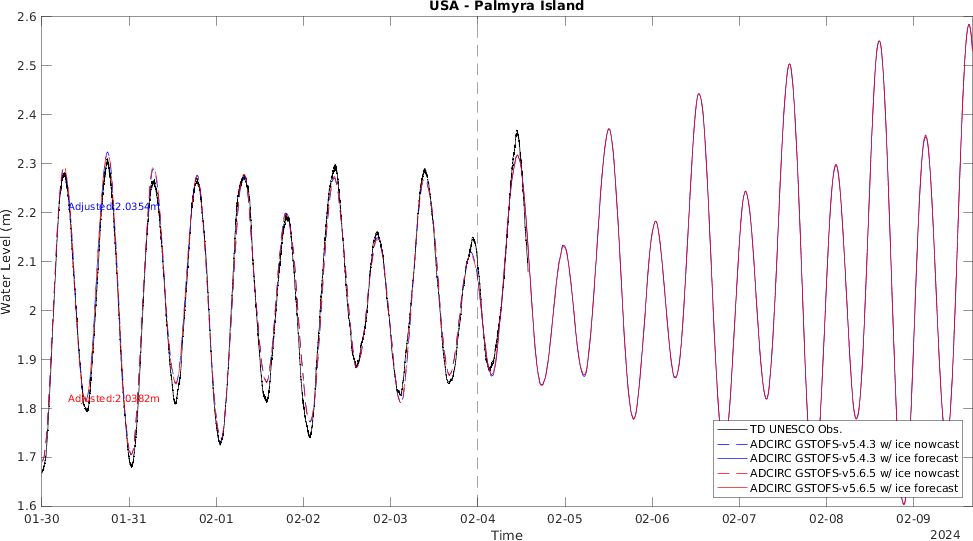 USA - Palmyra Island
2.6
2.5
2.4
2.3
2.2
2.1
2
1.9
1.8
1.7
1.6
Water Level (m)
Adjusted:2.0354m
Adjusted:2.0382m
TD UNESCO Obs.
ADCIRC GSTOFS-v5.4.3 w/ ice nowcast
ADCIRC GSTOFS-v5.4.3 w/ ice forecast
ADCIRC GSTOFS-v5.6.5 w/ ice nowcast
ADCIRC GSTOFS-v5.6.5 w/ ice forecast
01-30 01-31 02-01 02-02 02-03 02-04 02-05 02-06 02-07 02-08 02-09
Time
2024